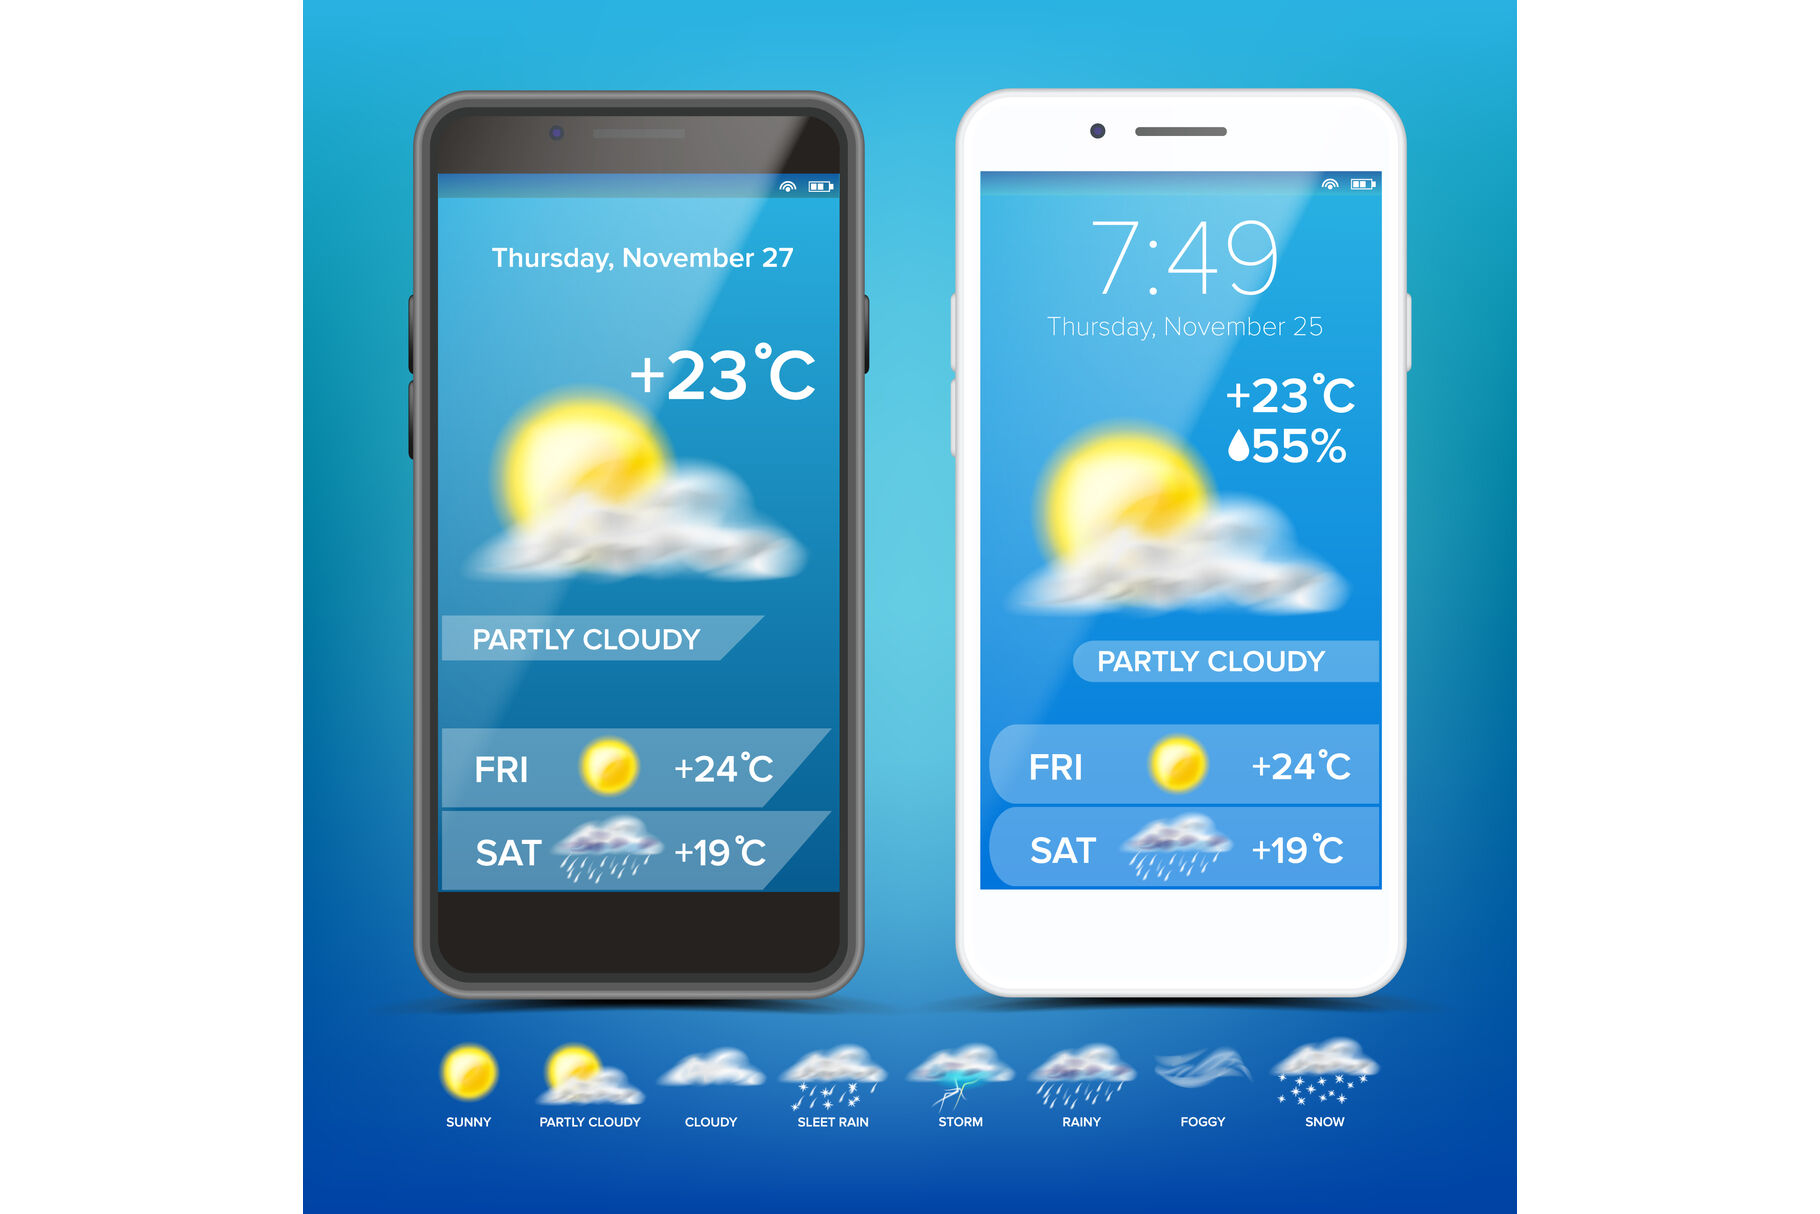 Thursday, November 27
+23°C
PARTLY CLOUDY
FRI +24°C
SAT +19°C
7:49
Thursday, November 25
+23°C
55%
PARTLY CLOUDY
FRI +24°C
SAT +19°C
SUNNY PARTLY CLOUDY CLOUDY SLEET RAIN STORM RAINY FOGGY SNOW